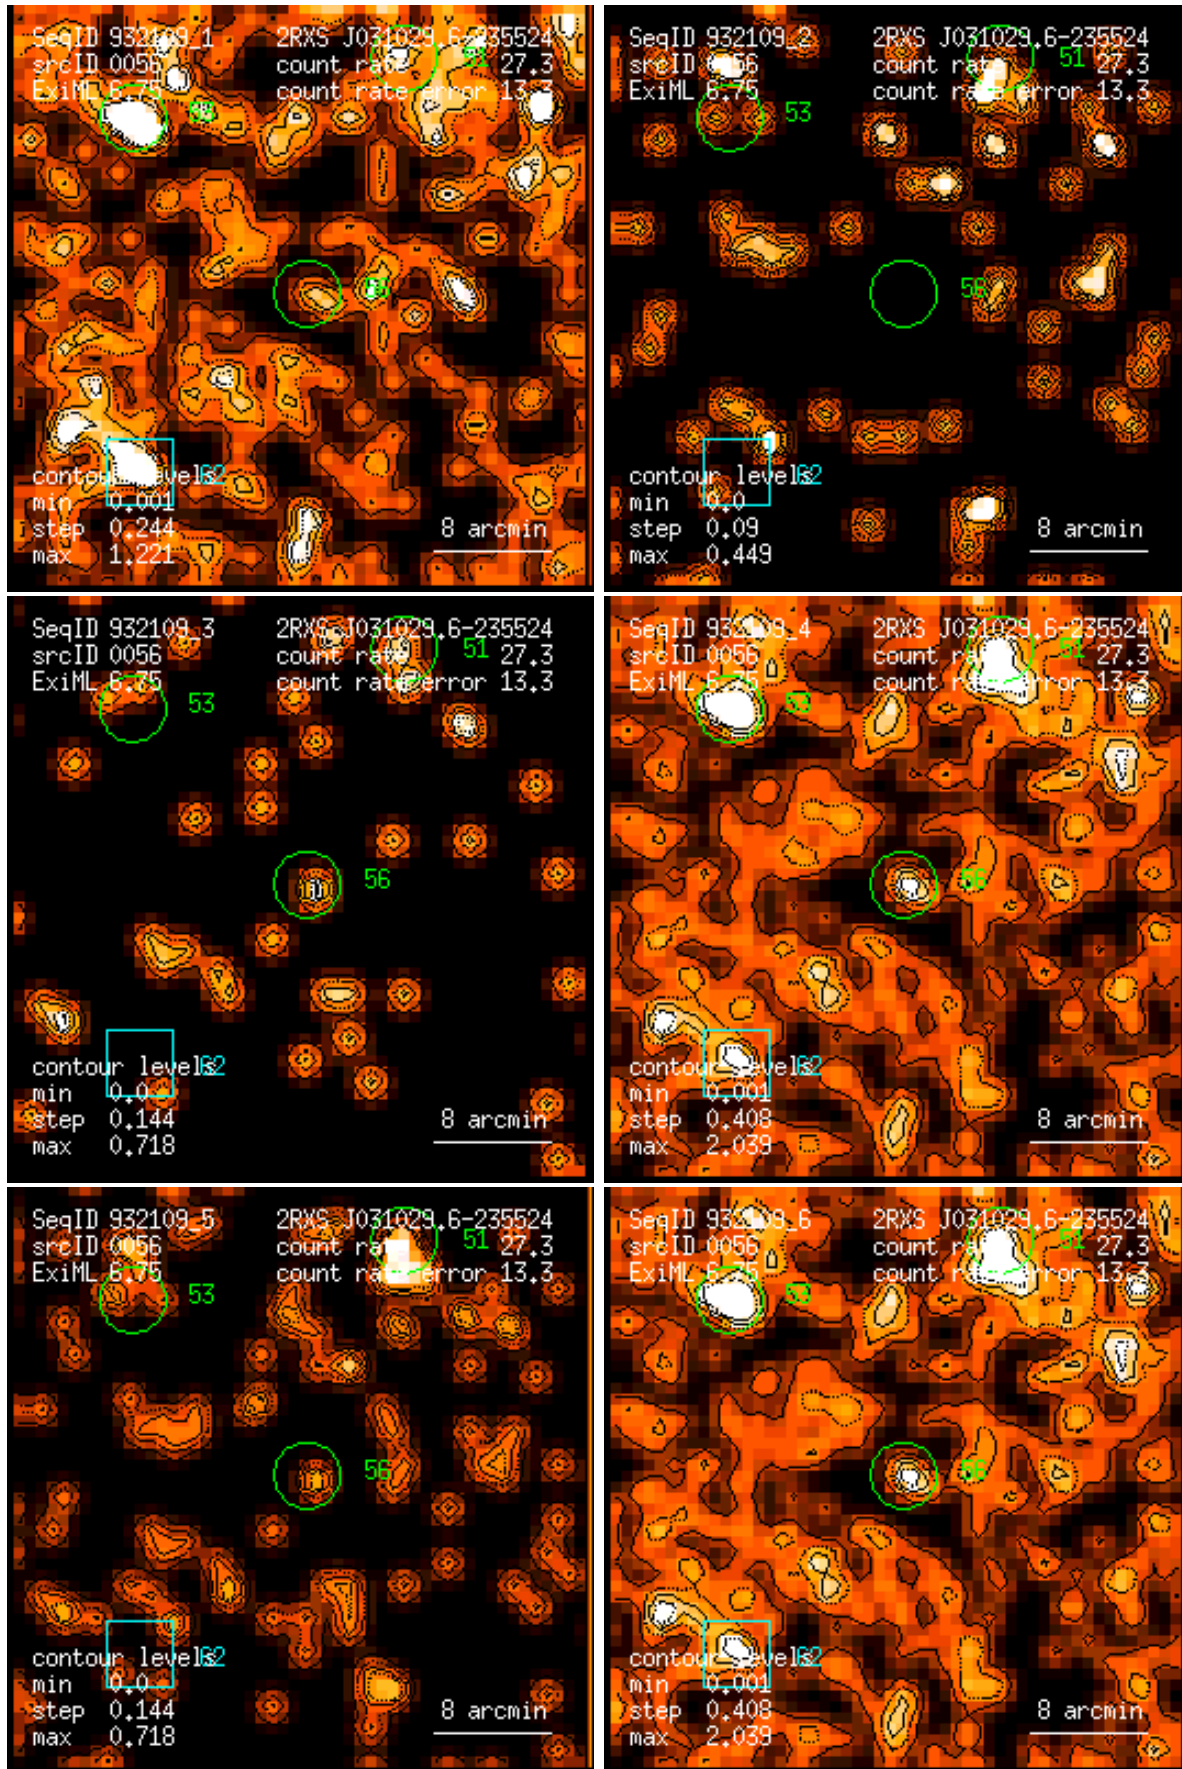 SeqID 932109_1 2RXS J031029.6-235524
srcID 0056 count rate 27.3
ExiML 6.75 count rate error 13.3
51
53
56
contour levels 62
min 0.001
step 0.244 8 arcmin
max 1.221
SeqID 932109_2 2RXS J031029.6-235524
srcID 0056 count rate 27.3
ExiML 6.75 count rate error 13.3
51
53
56
contour levels 62
min 0.0
step 0.09 8 arcmin
max 0.449
SeqID 932109_3 2RXS J031029.6-235524
srcID 0056 count rate 27.3
ExiML 6.75 count rate error 13.3
51
53
56
contour levels 62
min 0.0
step 0.144 8 arcmin
max 0.718
SeqID 932109_4 2RXS J031029.6-235524
srcID 0056 count rate 27.3
ExiML 6.75 count rate error 13.3
51
53
56
contour levels 62
min 0.001
step 0.408 8 arcmin
max 2.039
SeqID 932109_5 2RXS J031029.6-235524
srcID 0056 count rate 27.3
ExiML 6.75 count rate error 13.3
51
53
56
contour levels 62
min 0.0
step 0.144 8 arcmin
max 0.718
SeqID 932109_6 2RXS J031029.6-235524
srcID 0056 count rate 27.3
ExiML 6.75 count rate error 13.3
51
53
56
contour levels 62
min 0.001
step 0.408 8 arcmin
max 2.039